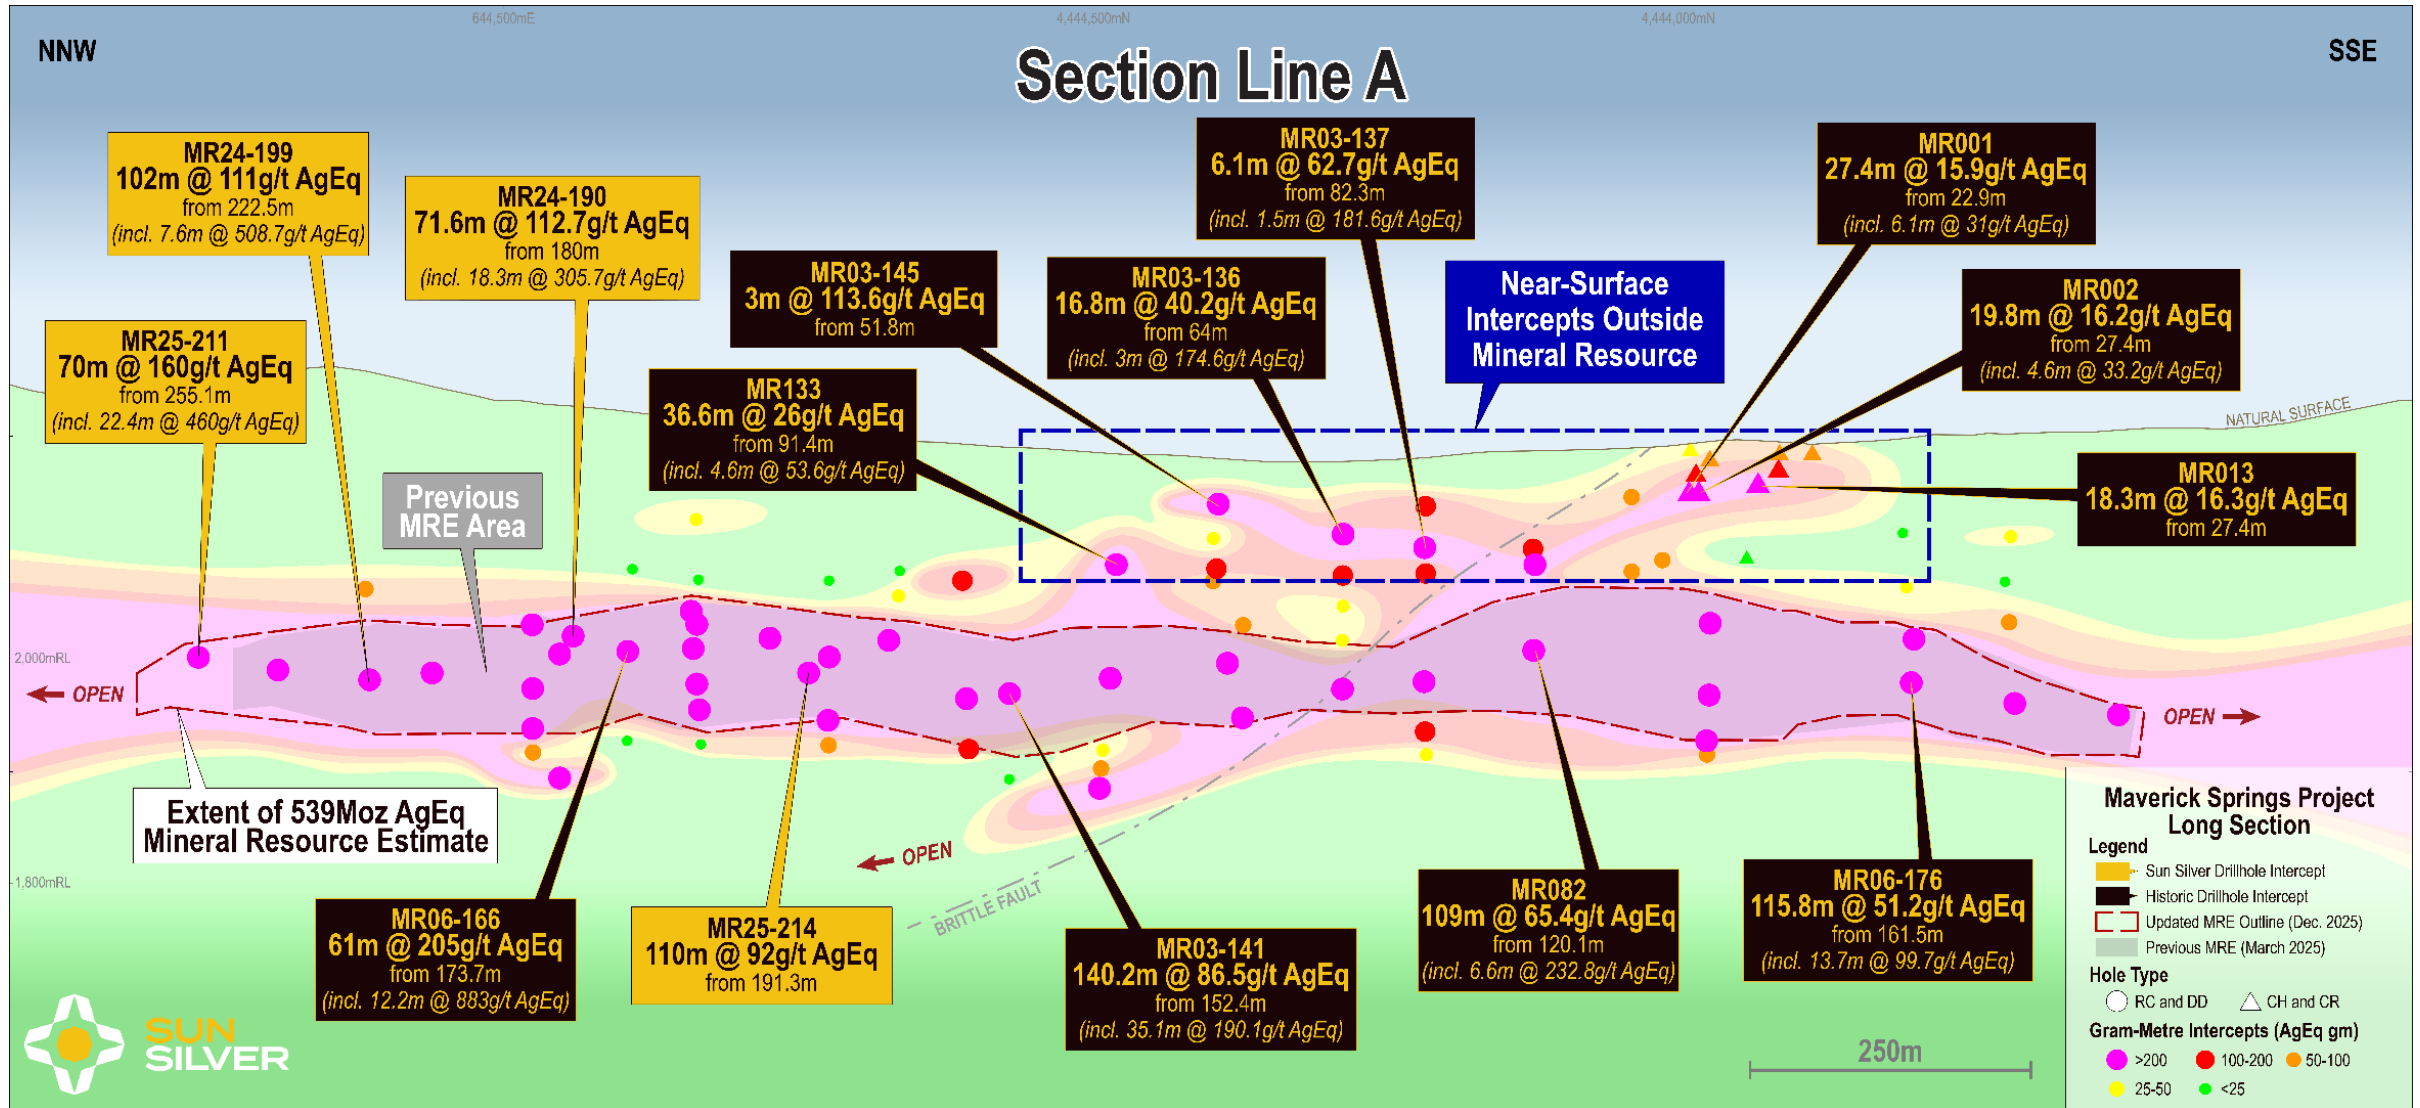 644,500mE
4,444,500mN
4,444,000mN
NNW
SSE
Section Line A
MR24-199
102m @ 111g/t AgEq
from 222.5m
(incl. 7.6m @ 508.7g/t AgEq)
MR24-190
71.6m @ 112.7g/t AgEq
from 180m
(incl. 18.3m @ 305.7g/t AgEq)
MR03-137
6.1m @ 62.7g/t AgEq
from 82.3m
(incl. 1.5m @ 181.6g/t AgEq)
MR001
27.4m @ 15.9g/t AgEq
from 22.9m
(incl. 6.1m @ 31g/t AgEq)
MR25-211
70m @ 160g/t AgEq
from 255.1m
(incl. 22.4m @ 460g/t AgEq)
MR03-145
3m @ 113.6g/t AgEq
from 51.8m
MR03-136
16.8m @ 40.2g/t AgEq
from 64m
(incl. 3m @ 174.6g/t AgEq)
Near-Surface
Intercepts Outside
Mineral Resource
MR002
19.8m @ 16.2g/t AgEq
from 27.4m
(incl. 4.6m @ 33.2g/t AgEq)
MR133
36.6m @ 26g/t AgEq
from 91.4m
(incl. 4.6m @ 53.6g/t AgEq)
NATURAL SURFACE
MR013
18.3m @ 16.3g/t AgEq
from 27.4m
Previous
MRE Area
2,000mRL
OPEN
OPEN
Extent of 539Moz AgEq
Mineral Resource Estimate
OPEN
BRITTLE FAULT
1,800mRL
MR06-166
61m @ 205g/t AgEq
from 173.7m
(incl. 12.2m @ 883g/t AgEq)
MR25-214
110m @ 92g/t AgEq
from 191.3m
MR03-141
140.2m @ 86.5g/t AgEq
from 152.4m
(incl. 35.1m @ 190.1g/t AgEq)
MR082
109m @ 65.4g/t AgEq
from 120.1m
(incl. 6.6m @ 232.8g/t AgEq)
MR06-176
115.8m @ 51.2g/t AgEq
from 161.5m
(incl. 13.7m @ 99.7g/t AgEq)
SUN
SILVER
250m
Maverick Springs Project
Long Section
Legend
Sun Silver Drillhole Intercept
Historic Drillhole Intercept
Updated MRE Outline (Dec. 2025)
Previous MRE (March 2025)
Hole Type
RC and DD
CH and CR
Gram-Metre Intercepts (AgEq gm)
>200
100-200
50-100
25-50
<25